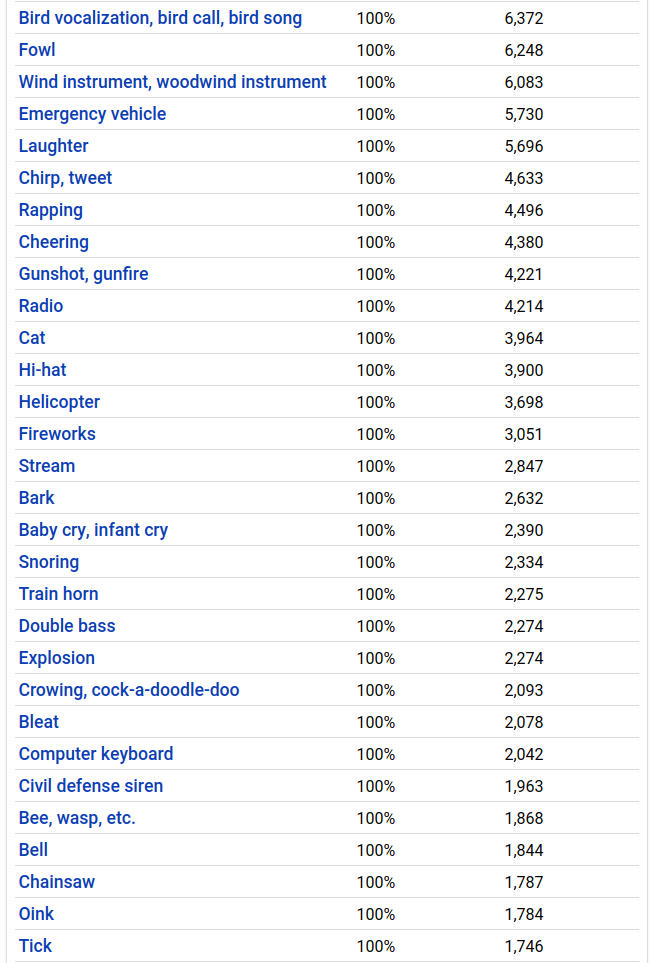 Bird vocalization, bird call, bird song 100% 6,372
Fowl 100% 6,248
Wind instrument, woodwind instrument 100% 6,083
Emergency vehicle 100% 5,730
Laughter 100% 5,696
Chirp, tweet 100% 4,633
Rapping 100% 4,496
Cheering 100% 4,380
Gunshot, gunfire 100% 4,221
Radio 100% 4,214
Cat 100% 3,964
Hi-hat 100% 3,900
Helicopter 100% 3,698
Fireworks 100% 3,051
Stream 100% 2,847
Bark 100% 2,632
Baby cry, infant cry 100% 2,390
Snoring 100% 2,334
Train horn 100% 2,275
Double bass 100% 2,274
Explosion 100% 2,274
Crowing, cock-a-doodle-doo 100% 2,093
Bleat 100% 2,078
Computer keyboard 100% 2,042
Civil defense siren 100% 1,963
Bee, wasp, etc. 100% 1,868
Bell 100% 1,844
Chainsaw 100% 1,787
Oink 100% 1,784
Tick 100% 1,746